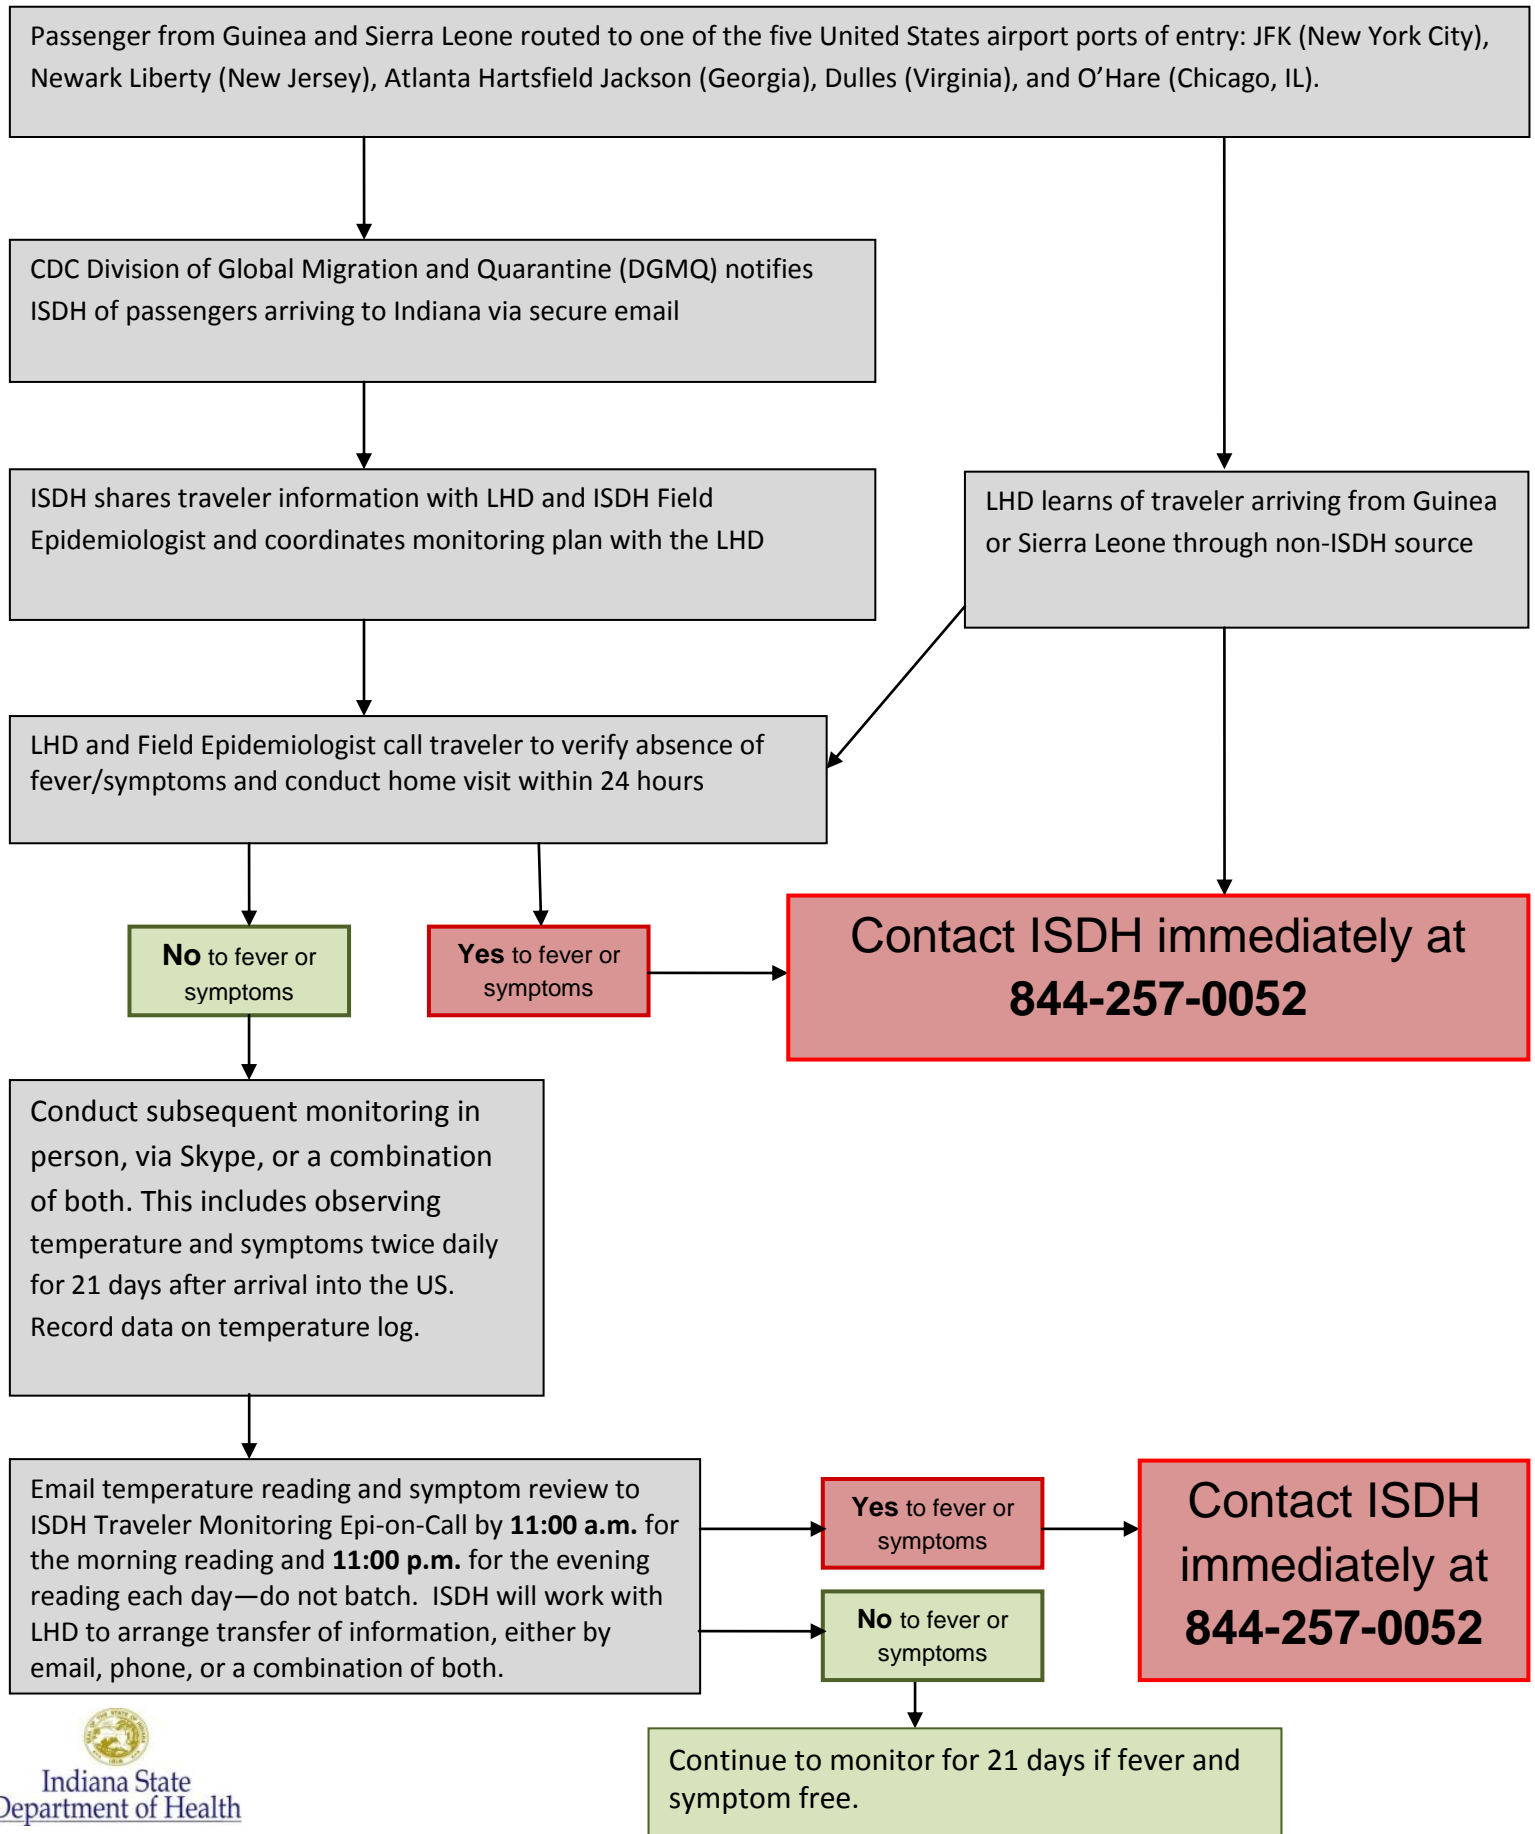 Passenger from Guinea and Sierra Leone routed to one of the five United States airport ports of entry: JFK (New York City),
Newark Liberty (New Jersey), Atlanta Hartsfield Jackson (Georgia), Dulles (Virginia), and O’Hare (Chicago, IL).
CDC Division of Global Migration and Quarantine (DGMQ) notifies
ISDH of passengers arriving to Indiana via secure email
ISDH shares traveler information with LHD and ISDH Field
Epidemiologist and coordinates monitoring plan with the LHD
LHD learns of traveler arriving from Guinea
or Sierra Leone through non-ISDH source
LHD and Field Epidemiologist call traveler to verify absence of
fever/symptoms and conduct home visit within 24 hours
No to fever or
symptoms
Yes to fever or
symptoms
Contact ISDH immediately at
844-257-0052
Conduct subsequent monitoring in
person, via Skype, or a combination
of both. This includes observing
temperature and symptoms twice daily
for 21 days after arrival into the US.
Record data on temperature log.
Email temperature reading and symptom review to
ISDH Traveler Monitoring Epi-on-Call by 11:00 a.m. for
the morning reading and 11:00 p.m. for the evening
reading each day—do not batch.  ISDH will work with
LHD to arrange transfer of information, either by
email, phone, or a combination of both.
Yes to fever or
symptoms
Contact ISDH
immediately at
844-257-0052
No to fever or
symptoms
Continue to monitor for 21 days if fever and
symptom free.
Indiana State
Department of Health